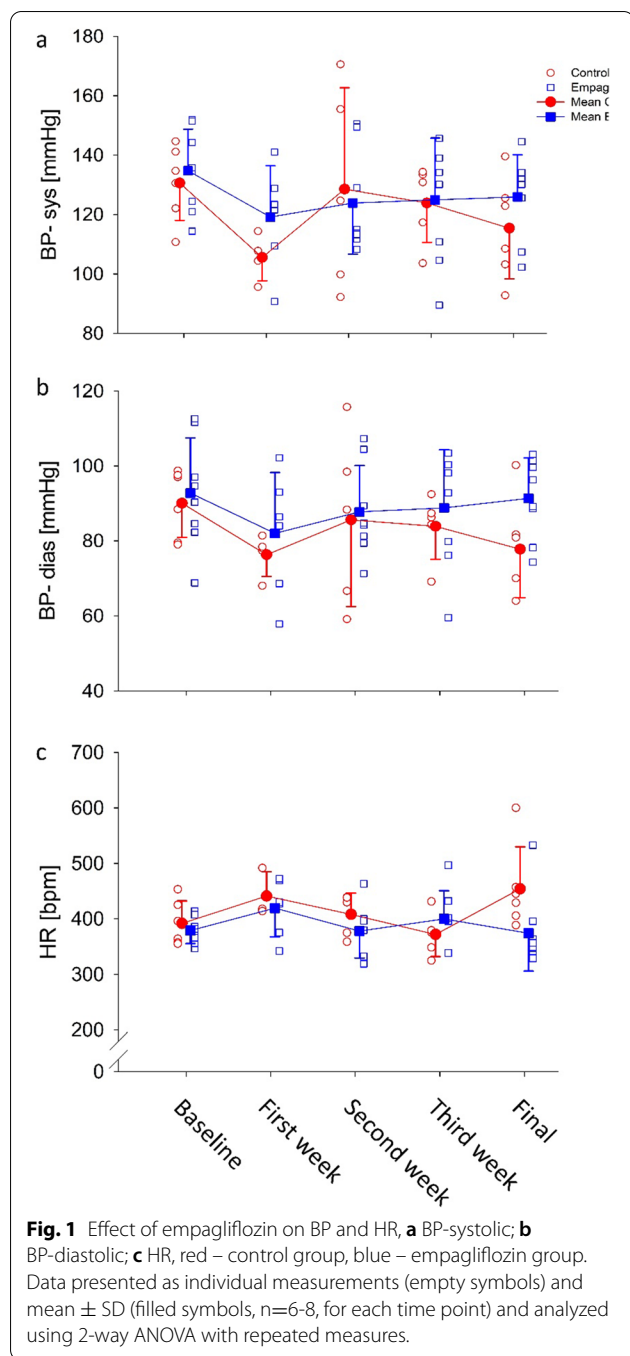 a
180
160
140
120
100
80
BP- sys [mmHg]
Control
Empag
Mean C
Mean E
b
120
100
80
60
40
BP- dias [mmHg]
c
700
600
500
400
300
200
0
HR [bpm]
Baseline
First week
Second week
Third week
Final
Fig. 1 Effect of empagliflozin on BP and HR, a BP-systolic; b
BP-diastolic; c HR, red – control group, blue – empagliflozin group.
Data presented as individual measurements (empty symbols) and
mean ± SD (filled symbols, n=6-8, for each time point) and analyzed
using 2-way ANOVA with repeated measures.